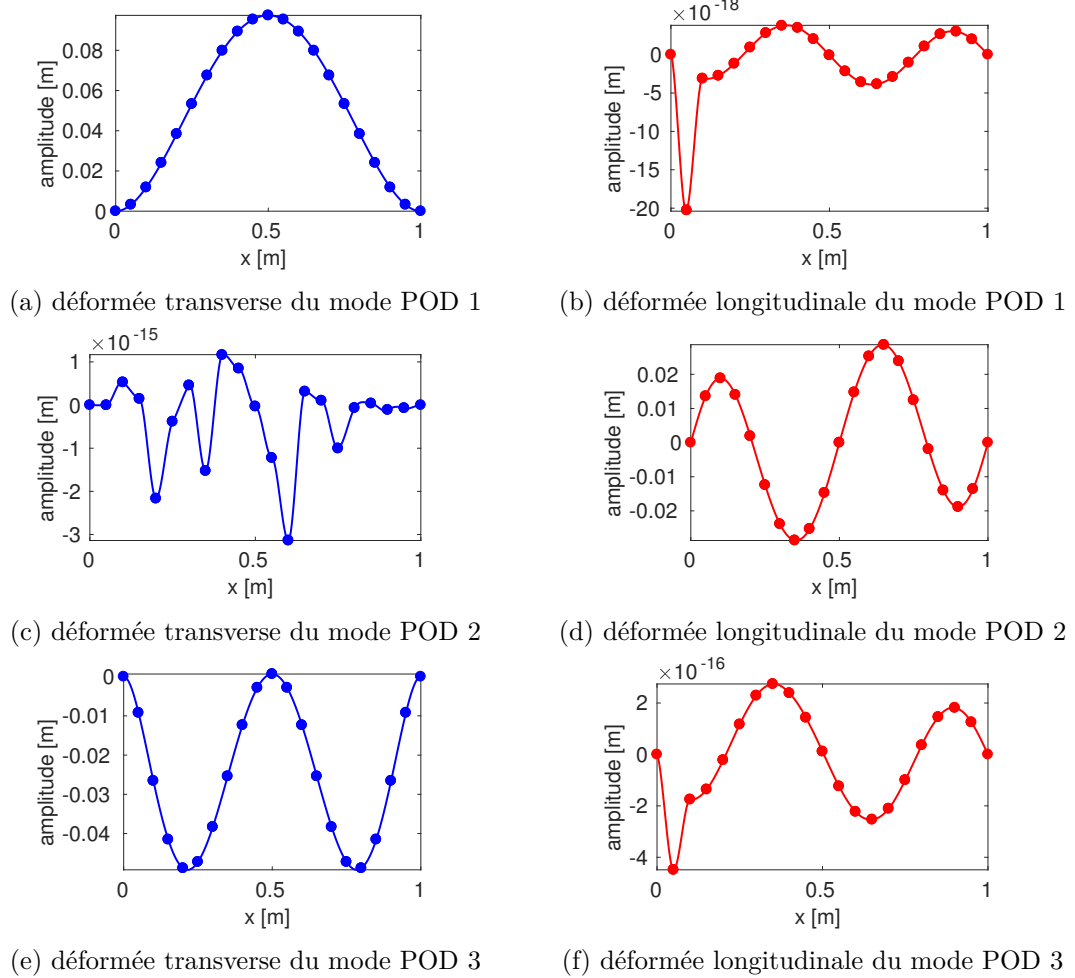 0.08
0.06
0.04
0.02
0
amplitude [m]
0
0.5
1
x [m]
×10⁻¹⁸
0
-5
-10
-15
-20
amplitude [m]
0
0.5
1
x [m]
(a) déformée transverse du mode POD 1
(b) déformée longitudinale du mode POD 1
×10⁻¹⁵
1
0
-1
-2
-3
amplitude [m]
0
0.5
1
x [m]
0.02
0.01
0
-0.01
-0.02
amplitude [m]
0
0.5
1
x [m]
(c) déformée transverse du mode POD 2
(d) déformée longitudinale du mode POD 2
0
-0.01
-0.02
-0.03
-0.04
amplitude [m]
0
0.5
1
x [m]
×10⁻¹⁶
2
0
-2
-4
amplitude [m]
0
0.5
1
x [m]
(e) déformée transverse du mode POD 3
(f) déformée longitudinale du mode POD 3